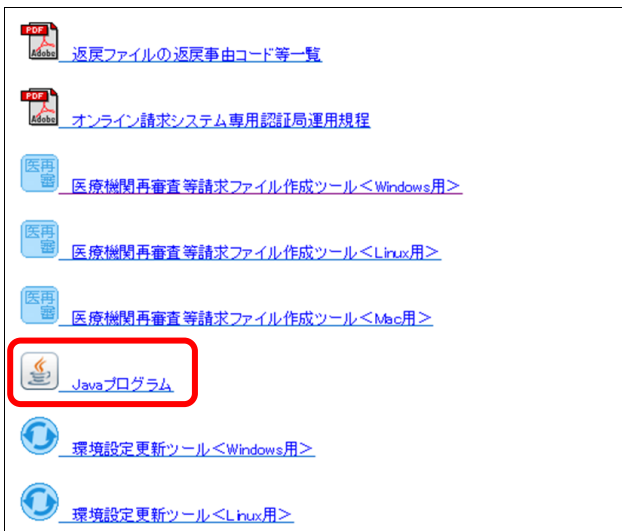 PDF
Adobe
返戻ファイルの返戻事由コード等一覧
PDF
Adobe
オンライン請求システム専用認証局運用規程
医再
審
医療機関再審査等請求ファイル作成ツール＜Windows用＞
医再
審
医療機関再審査等請求ファイル作成ツール＜Linux用＞
医再
審
医療機関再審査等請求ファイル作成ツール＜Mac用＞
Javaプログラム
環境設定更新ツール＜Windows用＞
環境設定更新ツール＜Linux用＞